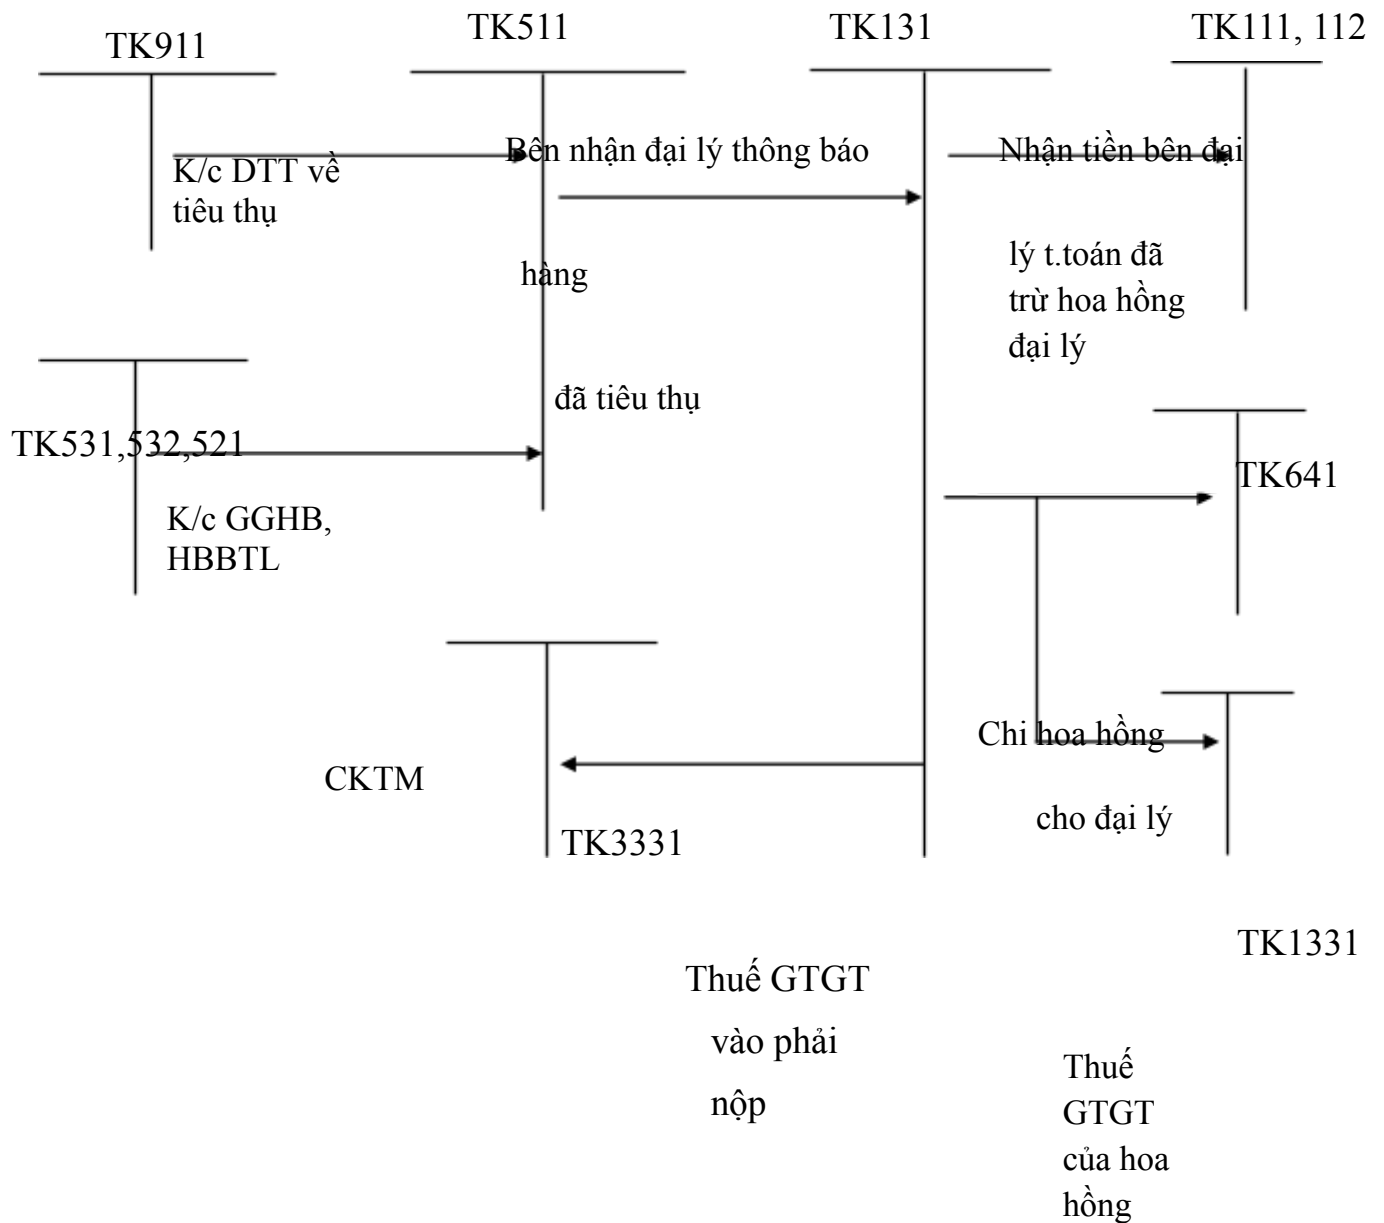 TK911
TK511
TK131
TK111, 112
K/c DTT về
tiêu thụ
Bên nhận đại lý thông báo
hàng
đã tiêu thụ
Nhận tiền bên đại
lý t.toán đã
trừ hoa hồng
đại lý
TK531,532,521
K/c GGHB,
HBBTL
TK641
CKTM
TK3331
Chi hoa hồng
cho đại lý
TK1331
Thuế GTGT
vào phải
nộp
Thuế
GTGT
của hoa
hồng